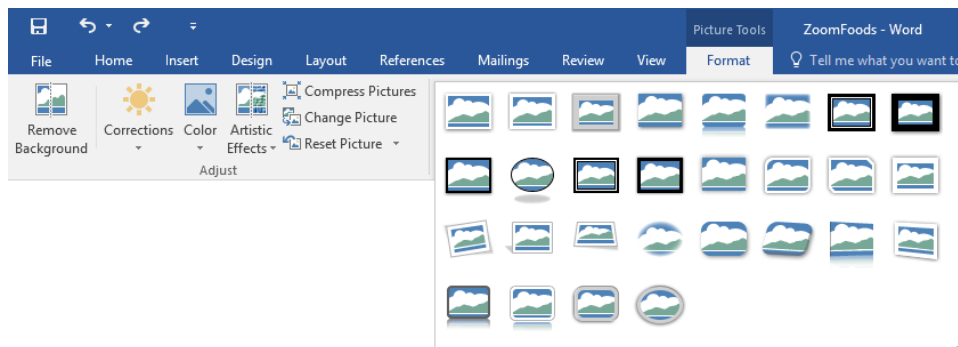 Picture Tools
ZoomFoods - Word
File Home Insert Design Layout References Mailings Review View Format Tell me what you want to
Remove Background
Corrections
Color
Artistic Effects
Compress Pictures
Change Picture
Reset Picture
Adjust